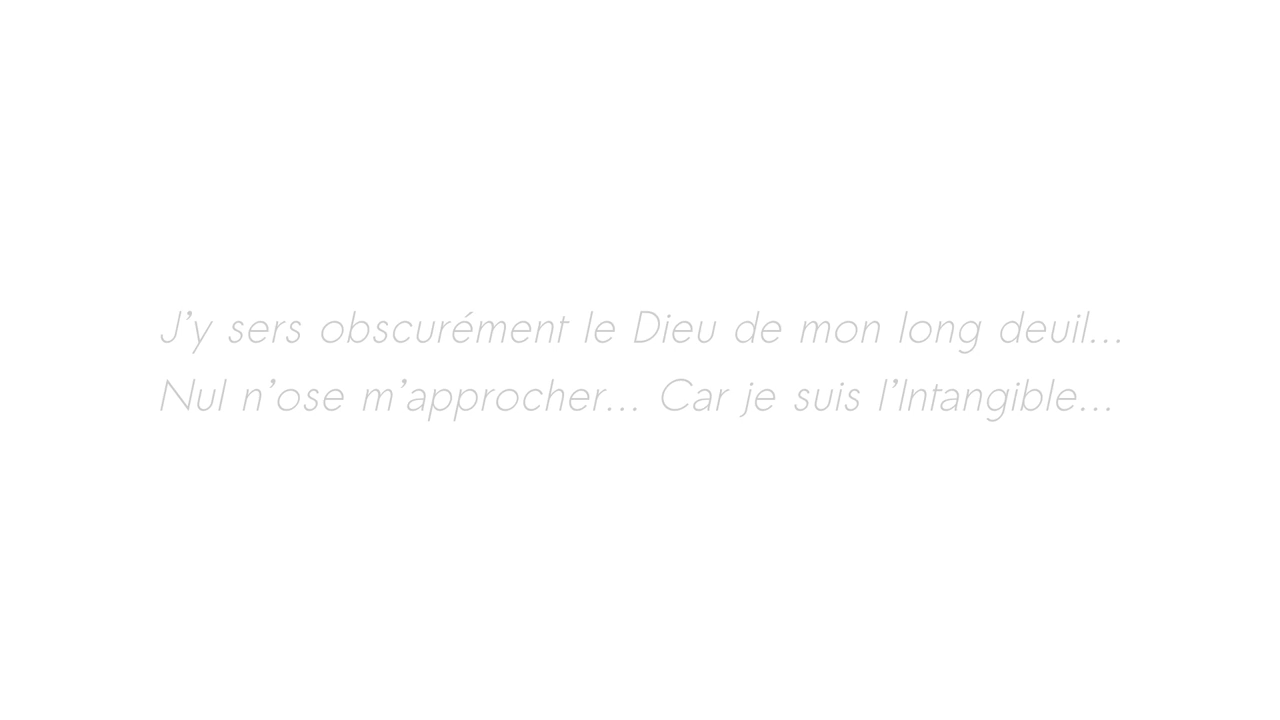 J’y sers obscurément le Dieu de mon long deuil...
Nul n’ose m’approcher... Car je suis l’Intangible...